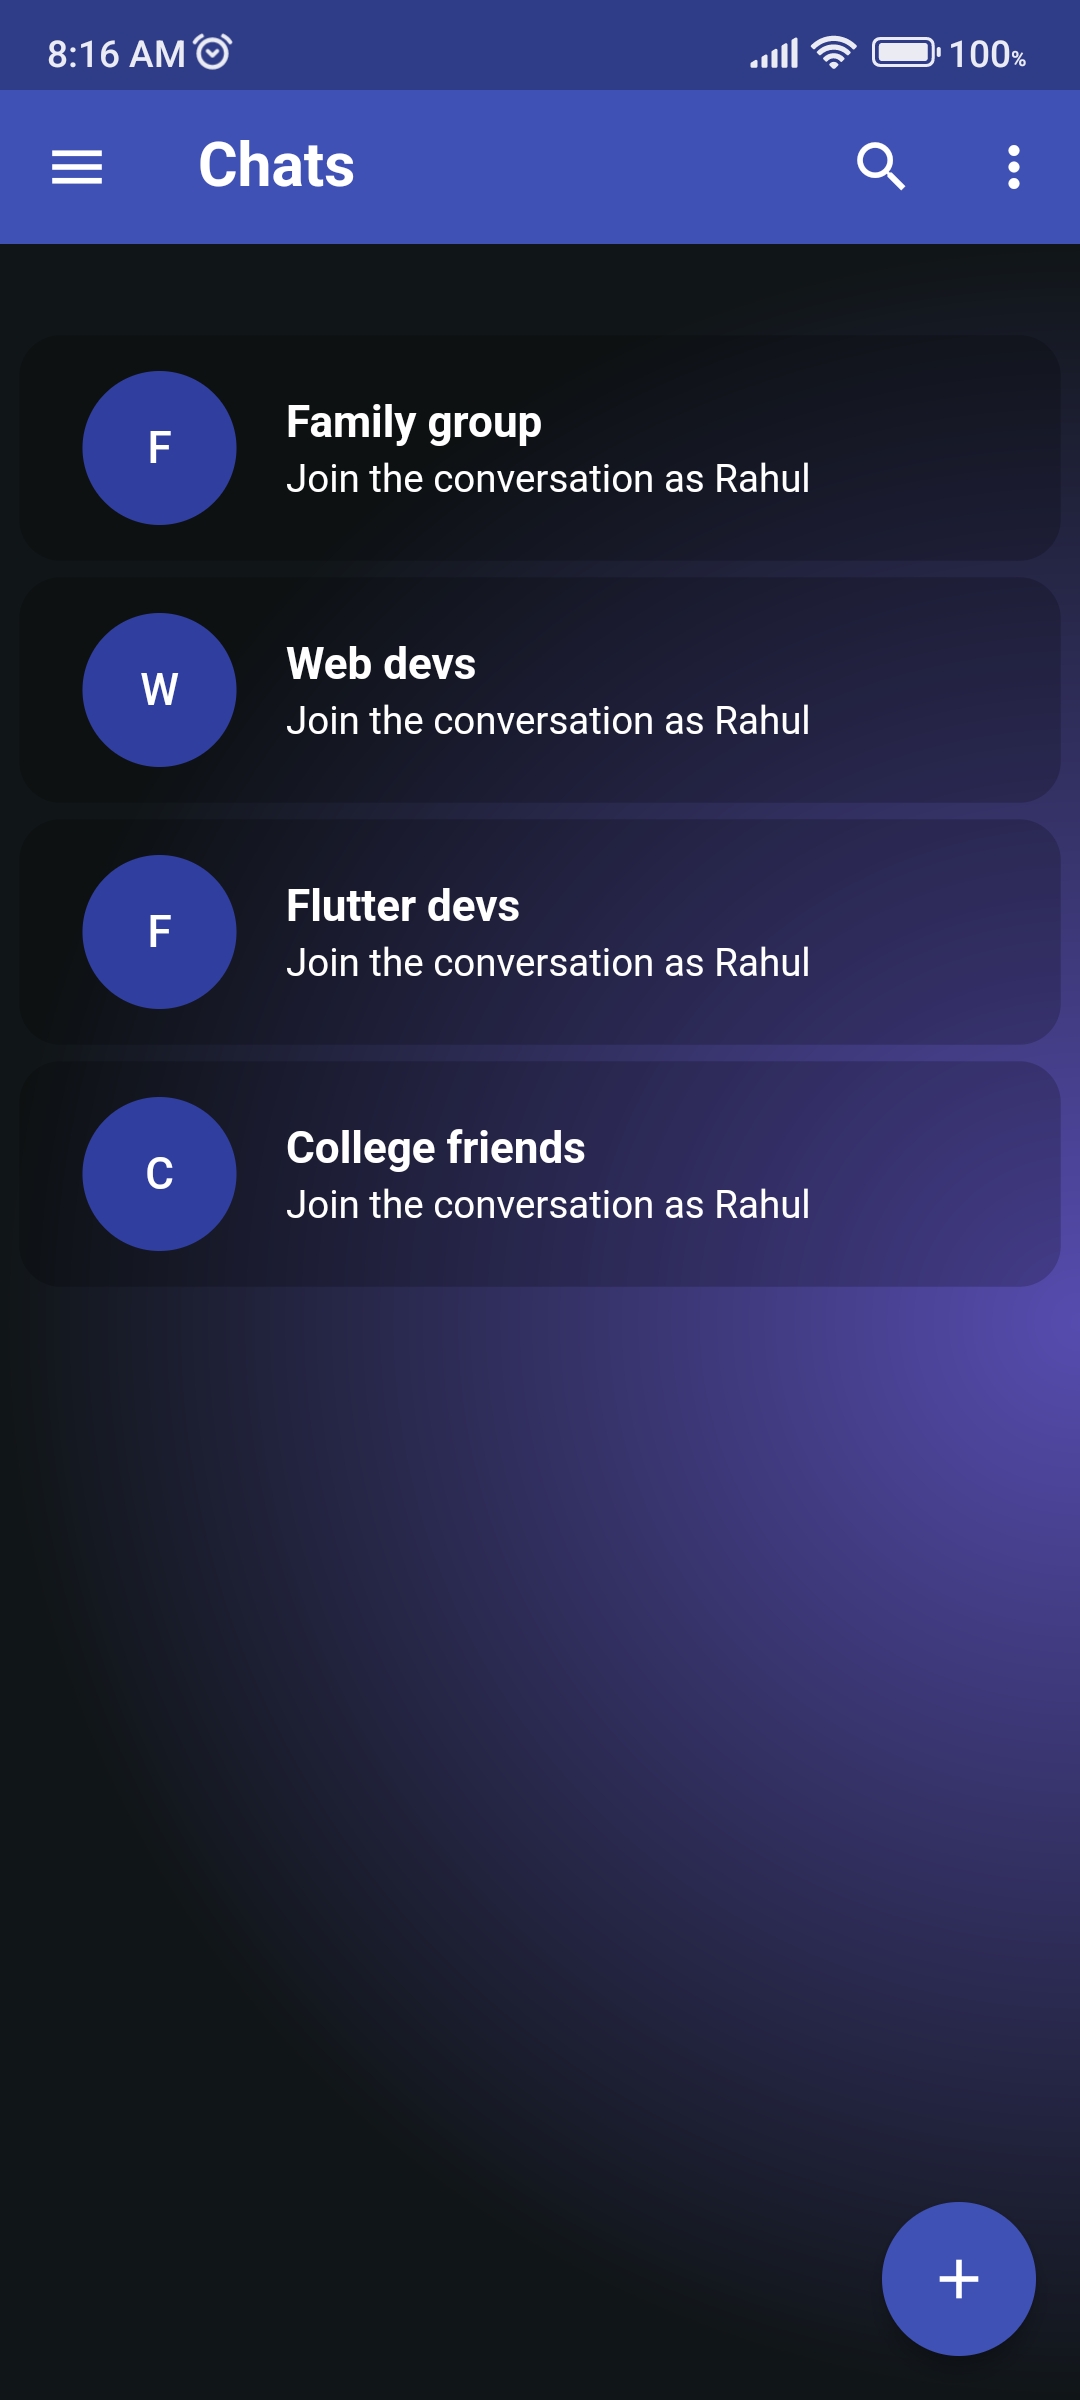 8:16 AM 100%
Chats
F
Family group
Join the conversation as Rahul
W
Web devs
Join the conversation as Rahul
F
Flutter devs
Join the conversation as Rahul
C
College friends
Join the conversation as Rahul